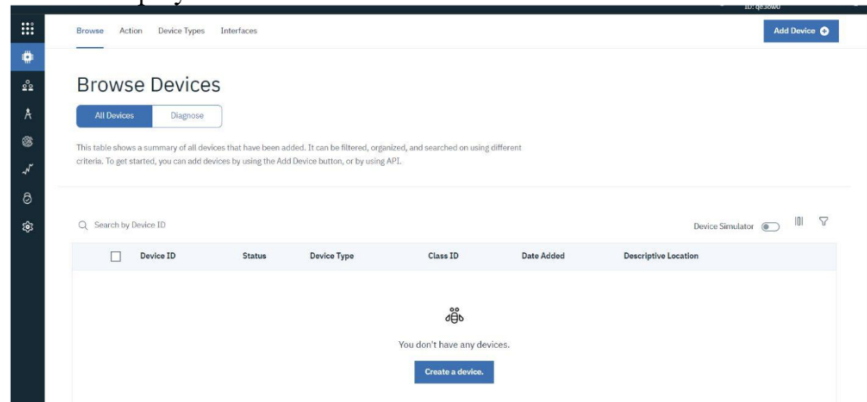 Browse Action Device Types Interfaces
Add Device
Browse Devices
All Devices Diagnose
This table shows a summary of all devices that have been added. It can be filtered, organized, and searched on using different
criteria. To get started, you can add devices by using the Add Device button, or by using API.
Search by Device ID
Device Simulator
Device ID Status Device Type Class ID Date Added Descriptive Location
You don't have any devices.
Create a device.